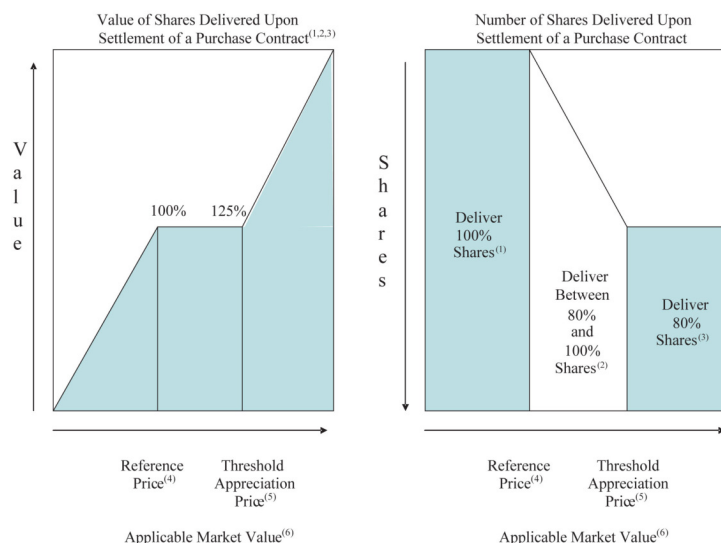 Value of Shares Delivered Upon
Settlement of a Purchase Contract(1,2,3)
Value
100%
125%
Reference
Price(4)
Threshold
Appreciation
Price(5)
Applicable Market Value(6)
Number of Shares Delivered Upon
Settlement of a Purchase Contract
Shares
Deliver
100%
Shares(1)
Deliver
Between
80%
and
100%
Shares(2)
Deliver
80%
Shares(3)
Reference
Price(4)
Threshold
Appreciation
Price(5)
Applicable Market Value(6)